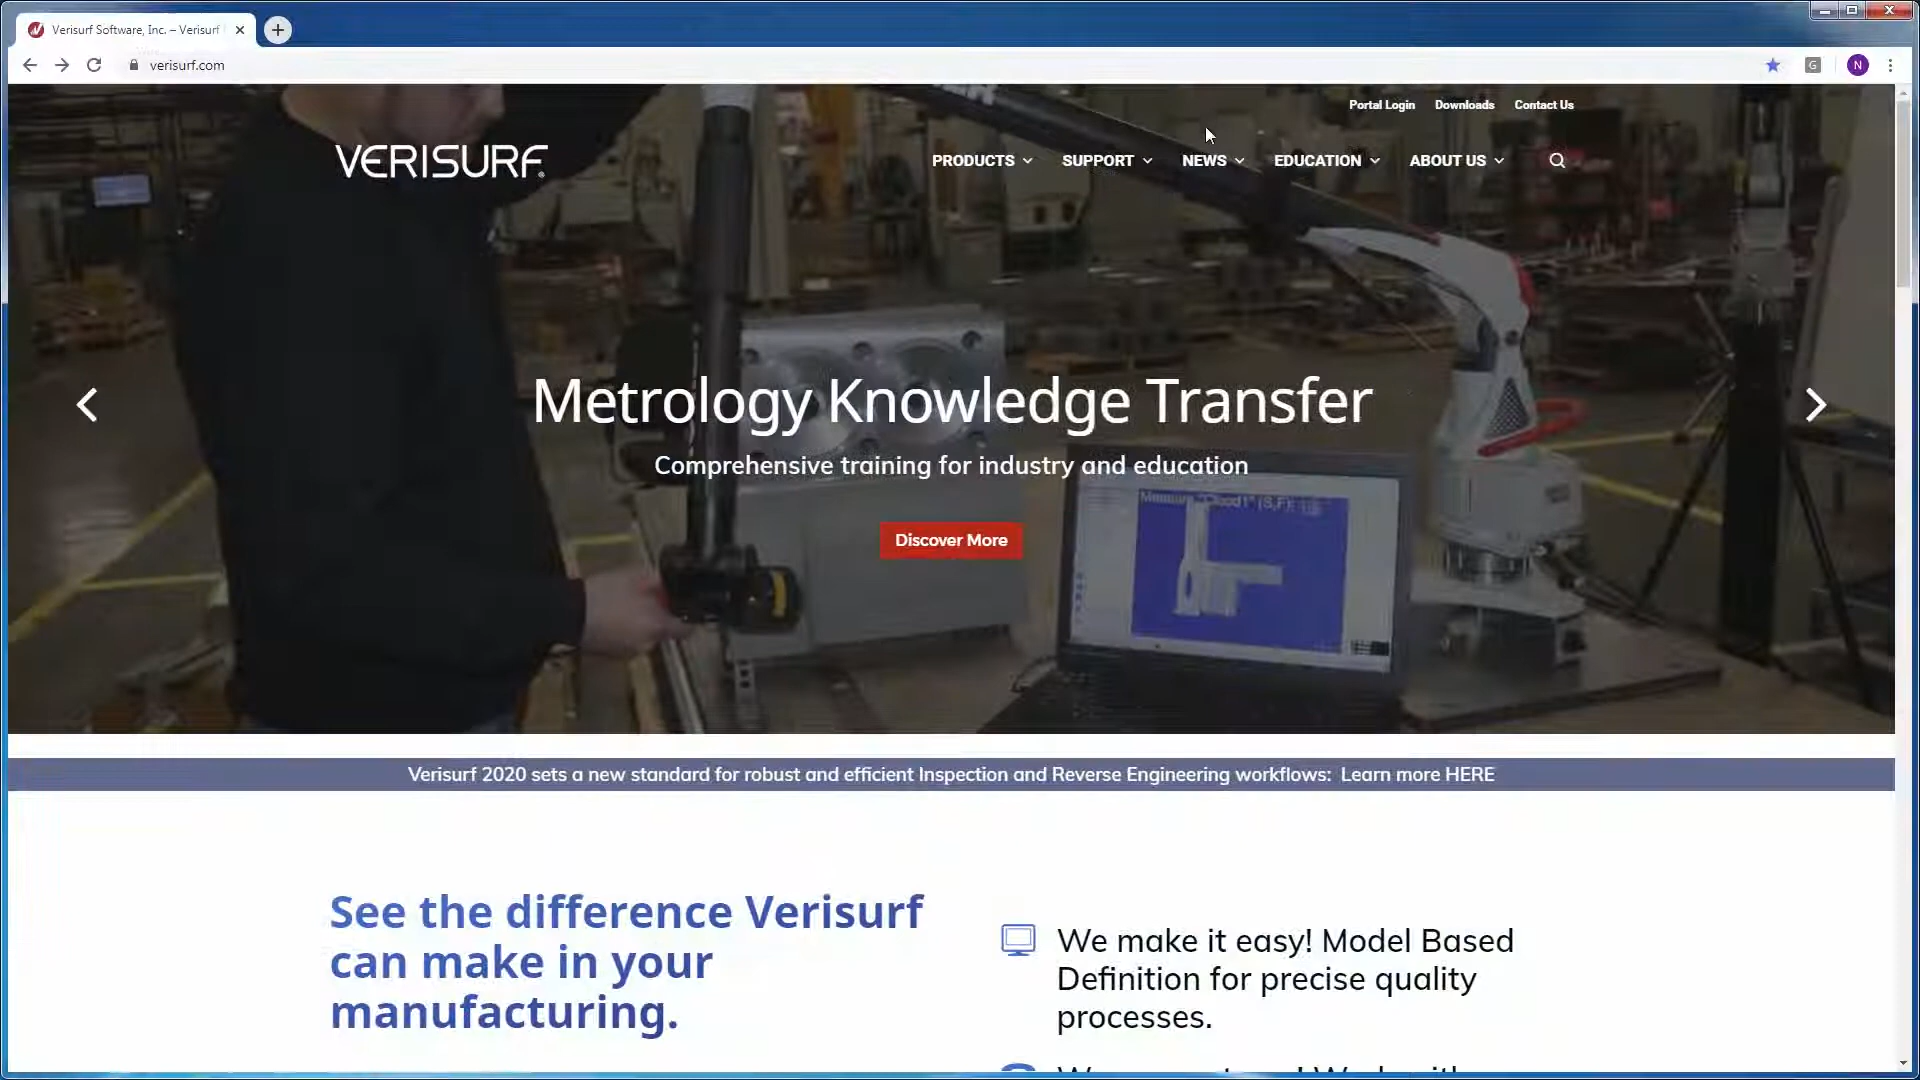 Verisurf Software, Inc. – Verisurf
verisurf.com
G
N
Portal Login Downloads Contact Us
VERISURF
PRODUCTS SUPPORT NEWS EDUCATION ABOUT US
Metrology Knowledge Transfer
Comprehensive training for industry and education
Measure "Cloud1"
Discover More
Verisurf 2020 sets a new standard for robust and efficient Inspection and Reverse Engineering workflows: Learn more HERE
See the difference Verisurf
can make in your
manufacturing.
We make it easy! Model Based
Definition for precise quality
processes.